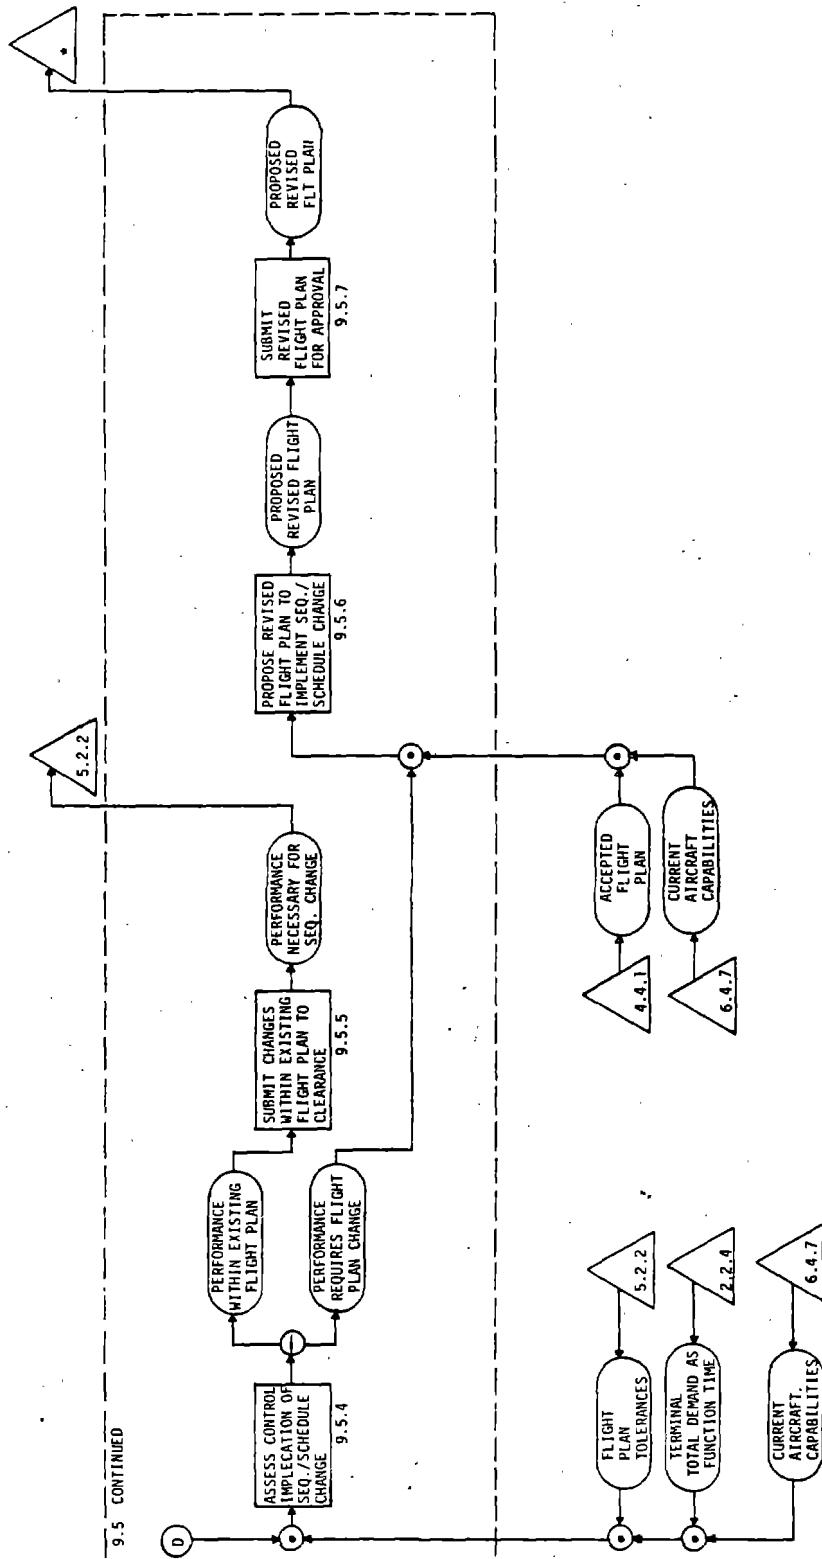 9.5 CONTINUED
D
ASSESS CONTROL
IMPLECATION OF
SEQ./SCHEDULE
CHANGE
9.5.4
PERFORMANCE
WITHIN EXISTING
FLIGHT PLAN
PERFORMANCE
REQUIRES FLIGHT
PLAN CHANGE
SUBMIT CHANGES
WITHIN EXISTING
FLIGHT PLAN TO
CLEARANCE
9.5.5
PERFORMANCE
NECESSARY FOR
SEQ. CHANGE
5.2.2
PROPOSE REVISED
FLIGHT PLAN TO
IMPLEMENT SEQ./
SCHEDULE CHANGE
9.5.6
PROPOSED
REVISED FLIGHT
PLAN
SUBMIT
REVISED
FLIGHT PLAN
FOR APPROVAL
9.5.7
PROPOSED
REVISED
FLT PLAN
*
FLIGHT
PLAN
TOLERANCES
5.2.2
TERMINAL
TOTAL DEMAND AS
FUNCTION TIME
2.2.4
CURRENT
AIRCRAFT.
CAPABILITIES
6.4.7
4.4.1
ACCEPTED
FLIGHT
PLAN
6.4.7
CURRENT
AIRCRAFT
CAPABILITIES